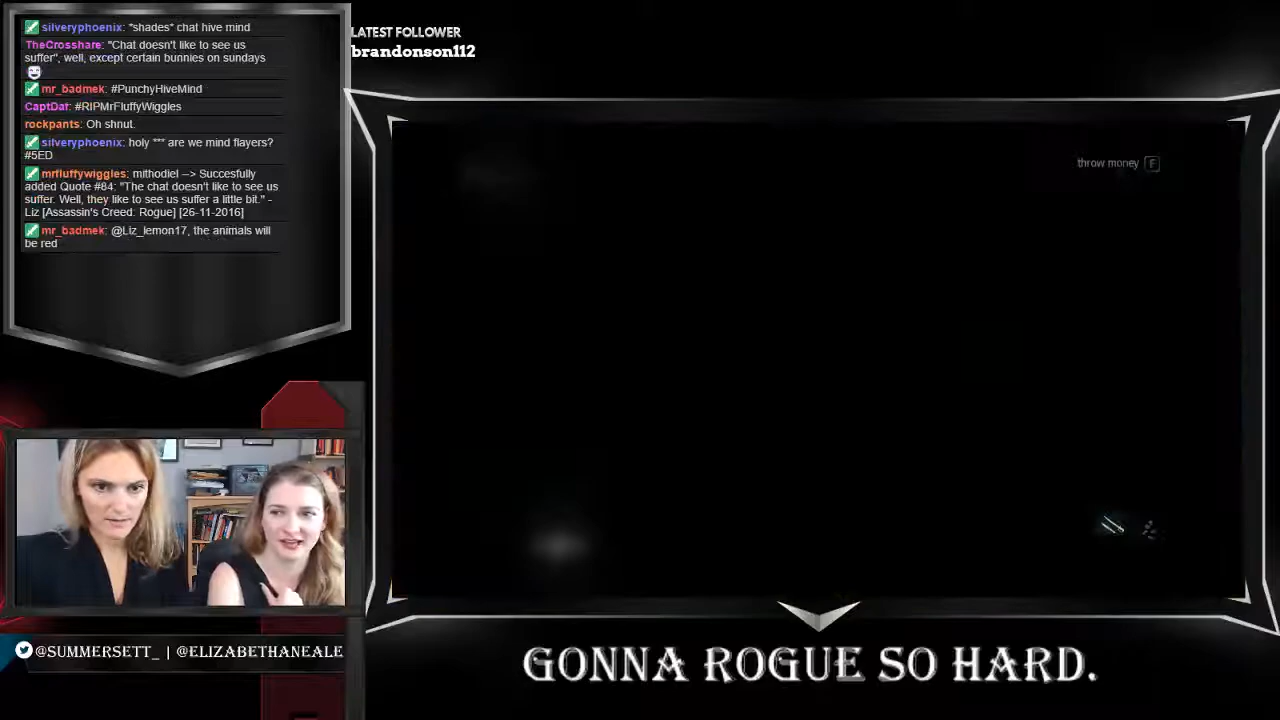 silveryphoenix: *shades* chat hive mind
TheCrosshare: "Chat doesn't like to see us
suffer", well, except certain bunnies on sundays
mr_badmek: #PunchyHiveMind
CaptDaf: #RIPMrFluffyWiggles
rockpants: Oh shnut.
silveryphoenix: holy *** are we mind flayers?
#5ED
mrfluffywiggles: mithodiel --> Succesfully
added Quote #84: "The chat doesn't like to see us
suffer. Well, they like to see us suffer a little bit." -
Liz [Assassin's Creed: Rogue] [26-11-2016]
mr_badmek: @Liz_lemon17, the animals will
be red
LATEST FOLLOWER
brandonson112
throw money F
@SUMMERSETT_ | @ELIZABETHANEALE
GONNA ROGUE SO HARD.